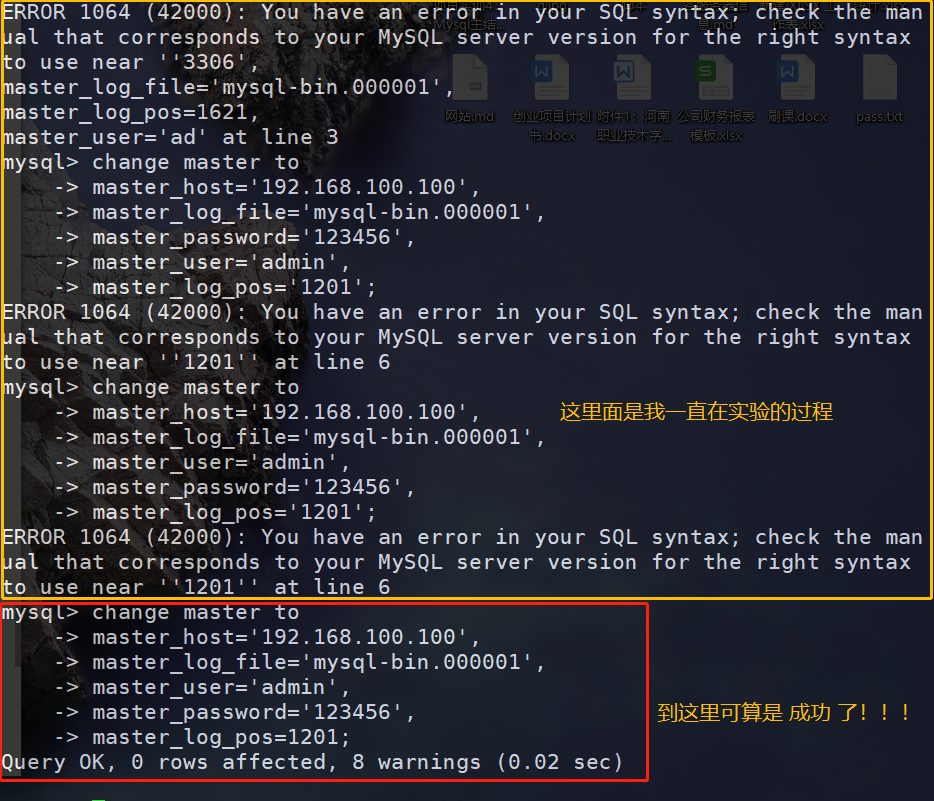 ERROR 1064 (42000): You have an error in your SQL syntax; check the man
ual that corresponds to your MySQL server version for the right syntax
to use near ''3306',
master_log_file='mysql-bin.000001',
master_log_pos=1621,
master_user='ad' at line 3
mysql> change master to
-> master_host='192.168.100.100',
-> master_log_file='mysql-bin.000001',
-> master_password='123456',
-> master_user='admin',
-> master_log_pos='1201';
ERROR 1064 (42000): You have an error in your SQL syntax; check the man
ual that corresponds to your MySQL server version for the right syntax
to use near ''1201'' at line 6
mysql> change master to
-> master_host='192.168.100.100',
-> master_log_file='mysql-bin.000001',
-> master_user='admin',
-> master_password='123456',
-> master_log_pos='1201';
ERROR 1064 (42000): You have an error in your SQL syntax; check the man
ual that corresponds to your MySQL server version for the right syntax
to use near ''1201'' at line 6
这里面是我一直在实验的过程
mysql> change master to
-> master_host='192.168.100.100',
-> master_log_file='mysql-bin.000001',
-> master_user='admin',
-> master_password='123456',
-> master_log_pos=1201;
Query OK, 0 rows affected, 8 warnings (0.02 sec)
到这里可算是 成功 了！！！
网站.md
创业项目计划
书.docx
附件1：河南
职业技术学...
公司财务报表
模板.xlsx
刷课.docx
pass.txt